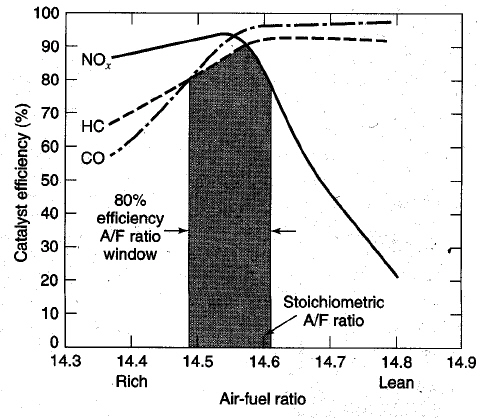 100
90
80
70
60
50
40
30
20
10
0
Catalyst efficiency (%)
NOx
HC
CO
80%
efficiency
A/F ratio
window
Stoichiometric
A/F ratio
14.3
14.4
14.5
14.6
14.7
14.8
14.9
Rich
Lean
Air-fuel ratio